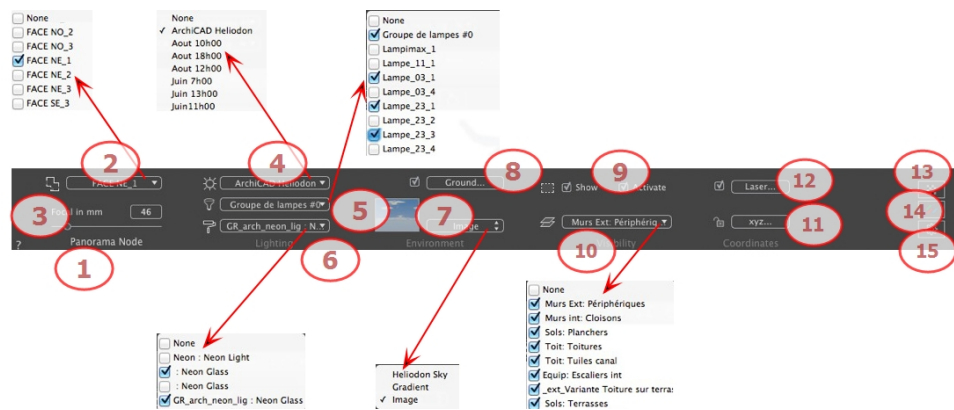 None
FACE NO_2
FACE NO_3
FACE NE_1
FACE NE_2
FACE NE_3
FACE SE_3
None
ArchiCAD Heliodon
Aout 10h00
Aout 18h00
Aout 12h00
Juin 7h00
Juin 13h00
Juin11h00
None
Groupe de lampes #0
Lampimax_1
Lampe_11_1
Lampe_03_1
Lampe_03_4
Lampe_23_1
Lampe_23_2
Lampe_23_3
Lampe_23_4
2
4
8
9
12
13
FACE NE_1
ArchiCAD Heliodon
Ground...
Show
Activate
Laser...
3
Focal in mm
46
Groupe de lampes #0
5
7
11
14
GR_arch_neon_lig : N..
Image
Murs Ext: Périphériq
xyz...
?
Panorama Node
Lighting
6
Environment
10
Coordinates
15
1
None
Neon : Neon Light
: Neon Glass
: Neon Glass
GR_arch_neon_lig : Neon Glass
Heliodon Sky
Gradient
Image
None
Murs Ext: Périphériques
Murs int: Cloisons
Sols: Planchers
Toit: Toitures
Toit: Tuiles canal
Equip: Escaliers int
_ext_Variante Toiture sur terras
Sols: Terrasses